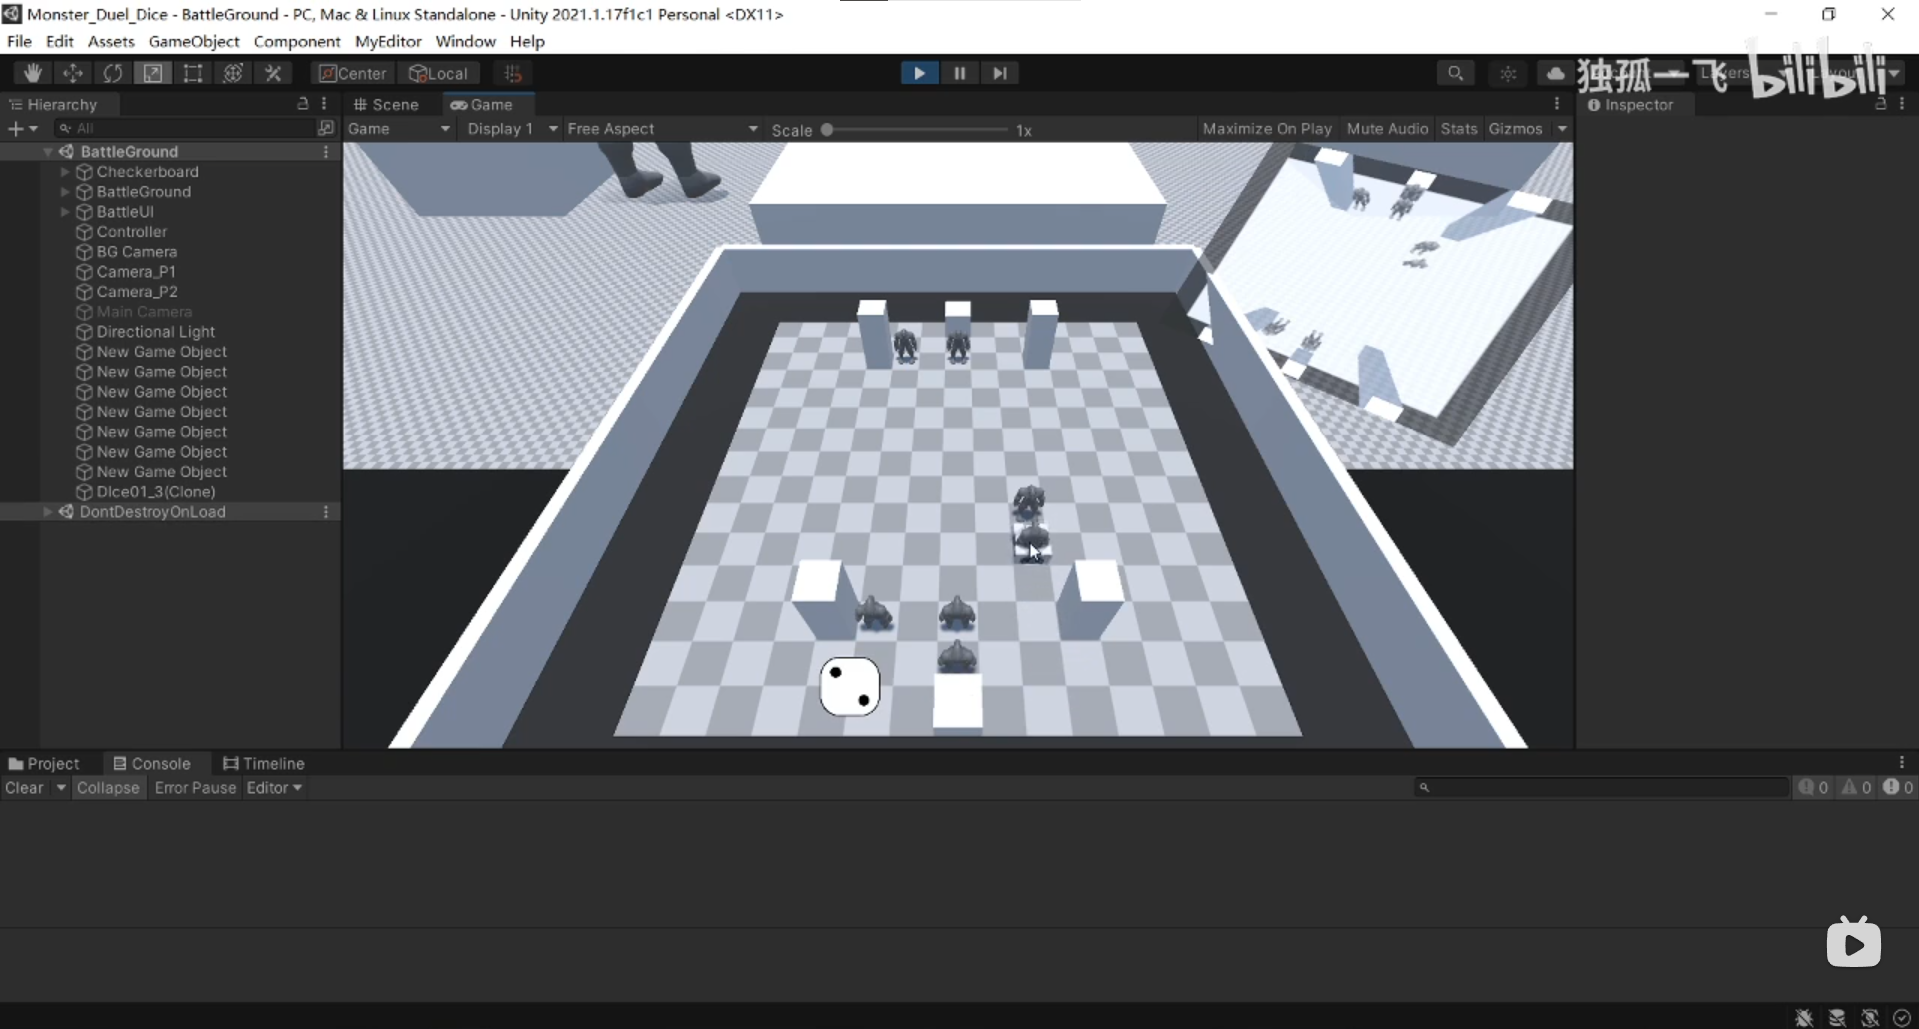 Monster_Duel_Dice - BattleGround - PC, Mac & Linux Standalone - Unity 2021.1.17f1c1 Personal <DX11>
File Edit Assets GameObject Component MyEditor Window Help
Center Local
独孤一飞 bilibili
Layers
Hierarchy
Scene Game
Inspector
All
Game Display 1 Free Aspect Scale 1x Maximize On Play Mute Audio Stats Gizmos
BattleGround
Checkerboard
BattleGround
BattleUI
Controller
BG Camera
Camera_P1
Camera_P2
Main Camera
Directional Light
New Game Object
New Game Object
New Game Object
New Game Object
New Game Object
New Game Object
New Game Object
DIce01_3(Clone)
DontDestroyOnLoad
Project Console Timeline
Clear Collapse Error Pause Editor
0 0 0